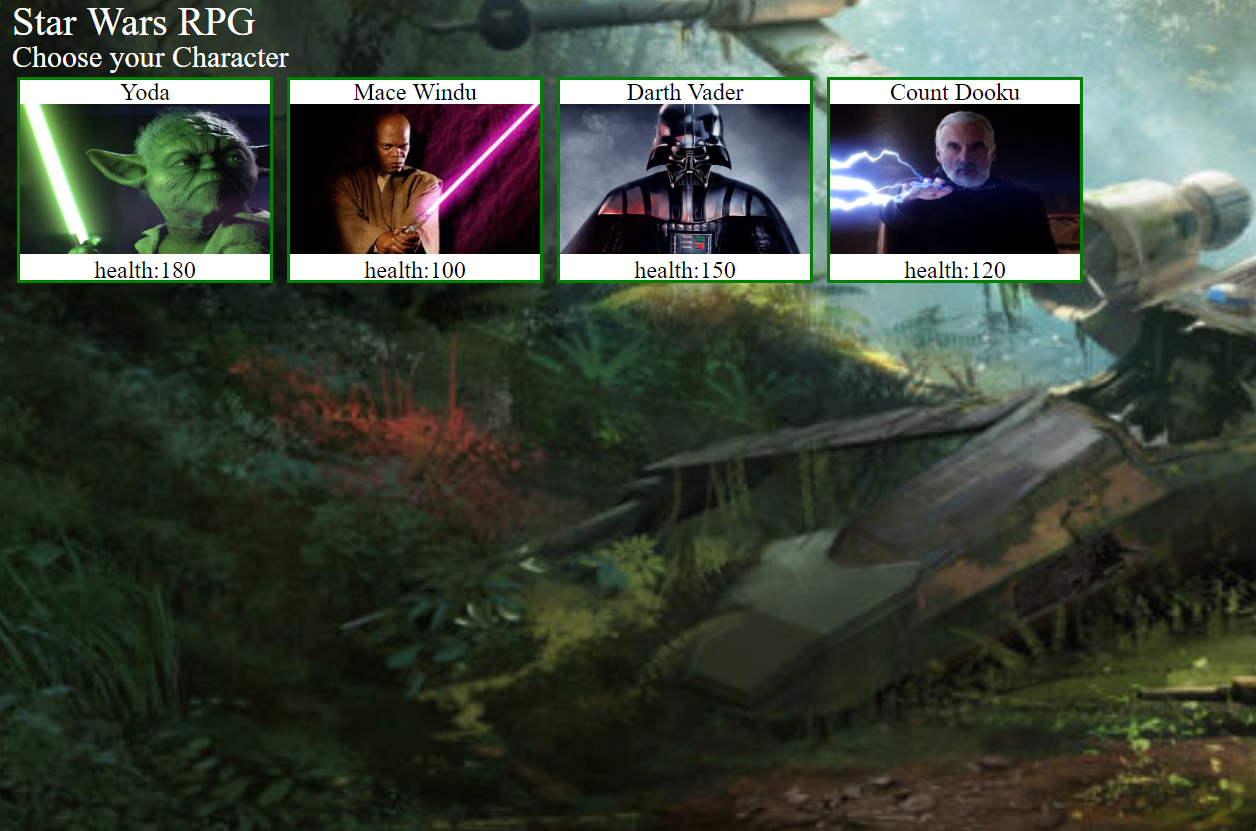 Star Wars RPG
Choose your Character
Yoda
Mace Windu
Darth Vader
Count Dooku
health:180
health:100
health:150
health:120